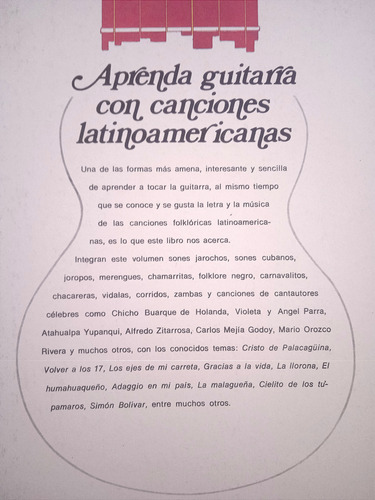 Aprenda guitarra
con canciones
latinoamericanas
Una de las formas más amena, interesante y sencilla
de aprender a tocar la guitarra, al mismo tiempo
que se conoce y se gusta la letra y la música
de las canciones folklóricas latinoamerica-
nas, es lo que este libro nos acerca.
Integran este volumen sones jarochos, sones cubanos,
joropos, merengues, chamarritas, folklore negro, carnavalitos,
chacareras, vidalas, corridos, zambas y canciones de cantautores
célebres como Chicho Buarque de Holanda, Violeta y Angel Parra,
Atahualpa Yupanqui, Alfredo Zitarrosa, Carlos Mejía Godoy, Mario Orozco
Rivera y muchos otros, con los conocidos temas: Cristo de Palacagüina,
Volver a los 17, Los ejes de mi carreta, Gracias a la vida, La llorona, El
humahuaqueño, Adaggio en mi país, La malagueña, Cielito de los tu-
pamaros, Simón Bolívar, entre muchos otros.